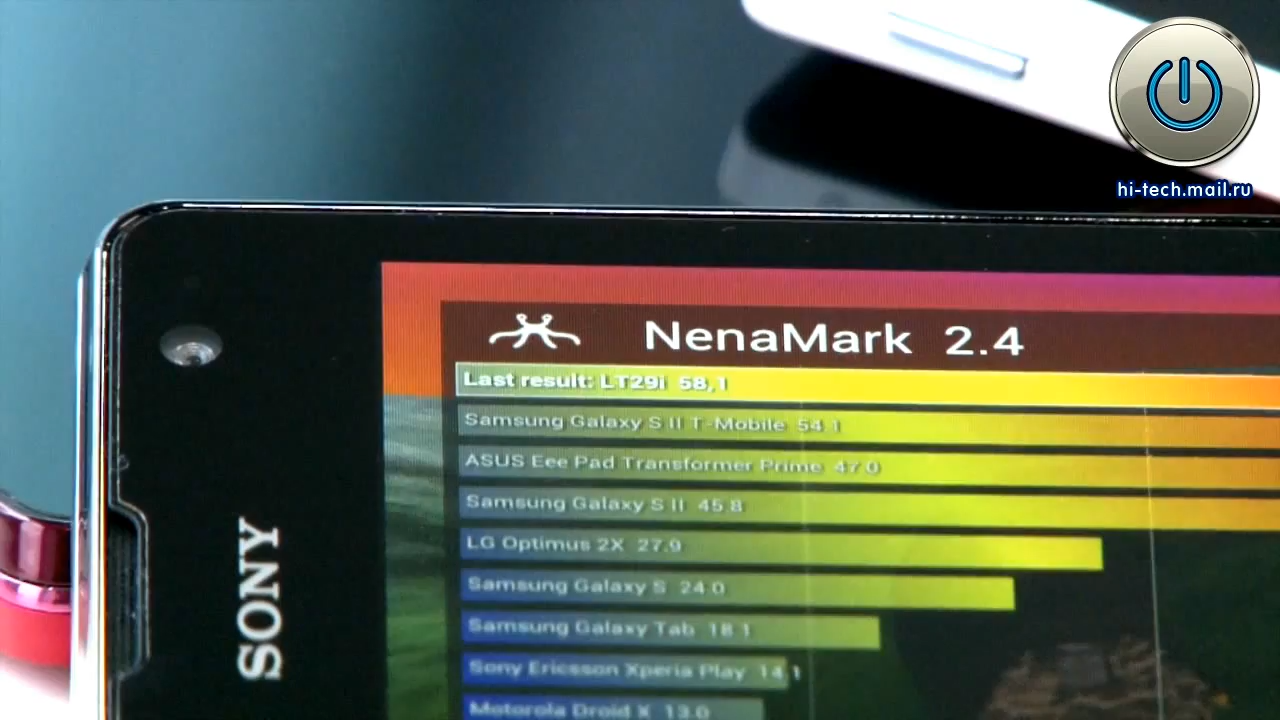 hi-tech.mail.ru
NenaMark 2.4
Last result: LT29i 58,1
Samsung Galaxy S II T-Mobile 54.1
ASUS Eee Pad Transformer Prime 47.0
Samsung Galaxy S II 45.8
LG Optimus 2X 27.9
Samsung Galaxy S 24.0
Samsung Galaxy Tab 18.1
Sony Ericsson Xperia Play 14.1
Motorola Droid X 13.0
SONY